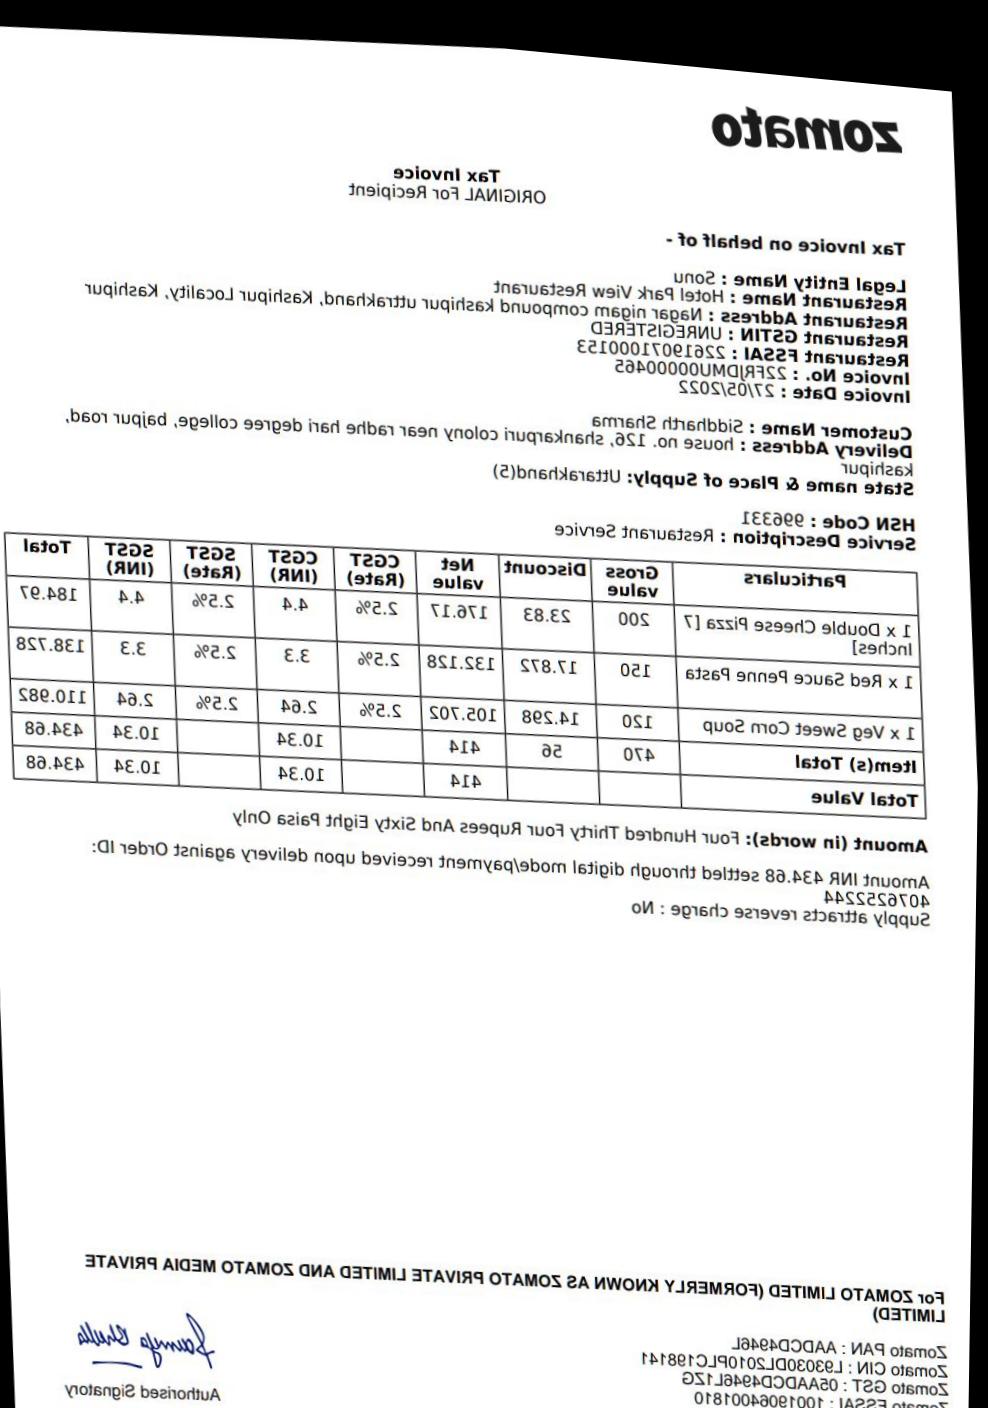 zomato
Tax Invoice
ORIGINAL For Recipient
Tax Invoice on behalf of -
Legal Entity Name : Sonu
Restaurant Name : Hotel Park View Restaurant
Restaurant Address : Nagar nigam compound kashipur uttrakhand, Kashipur Locality, Kashipur
Restaurant GSTIN : UNREGISTERED
Restaurant FSSAI : 22619071000153
Invoice No. : 22FRJDMU00000465
Invoice Date : 27/05/2022
Customer Name : Siddharth Sharma
Delivery Address : house no. 126, shankarpuri colony near radhe hari degree college, bajpur road,
kashipur
State name & Place of Supply: Uttarakhand(5)
HSN Code : 996331
Service Description : Restaurant Service
Particulars Gross value Discount Net value CGST (Rate) CGST (INR) SGST (Rate) SGST (INR) Total
1 x Double Cheese Pizza [7 Inches] 200 23.83 176.17 2.5% 4.4 2.5% 4.4 184.97
1 x Red Sauce Penne Pasta 150 17.872 132.128 2.5% 3.3 2.5% 3.3 138.728
1 x Veg Sweet Corn Soup 120 14.298 105.702 2.5% 2.64 2.5% 2.64 110.982
Item(s) Total 470 56 414 10.34 10.34 434.68
Total Value 414 10.34 10.34 434.68
Amount (in words): Four Hundred Thirty Four Rupees And Sixty Eight Paisa Only
Amount INR 434.68 settled through digital mode/payment received upon delivery against Order ID:
4076252244
Supply attracts reverse charge : No
For ZOMATO LIMITED (FORMERLY KNOWN AS ZOMATO PRIVATE LIMITED AND ZOMATO MEDIA PRIVATE
LIMITED)
Zomato PAN : AADCD4946L
Zomato CIN : L93030DL2010PLC198141
Zomato GST : 05AADCD4946L1ZG
Zomato FSSAI : 10019064001810
Authorised Signatory